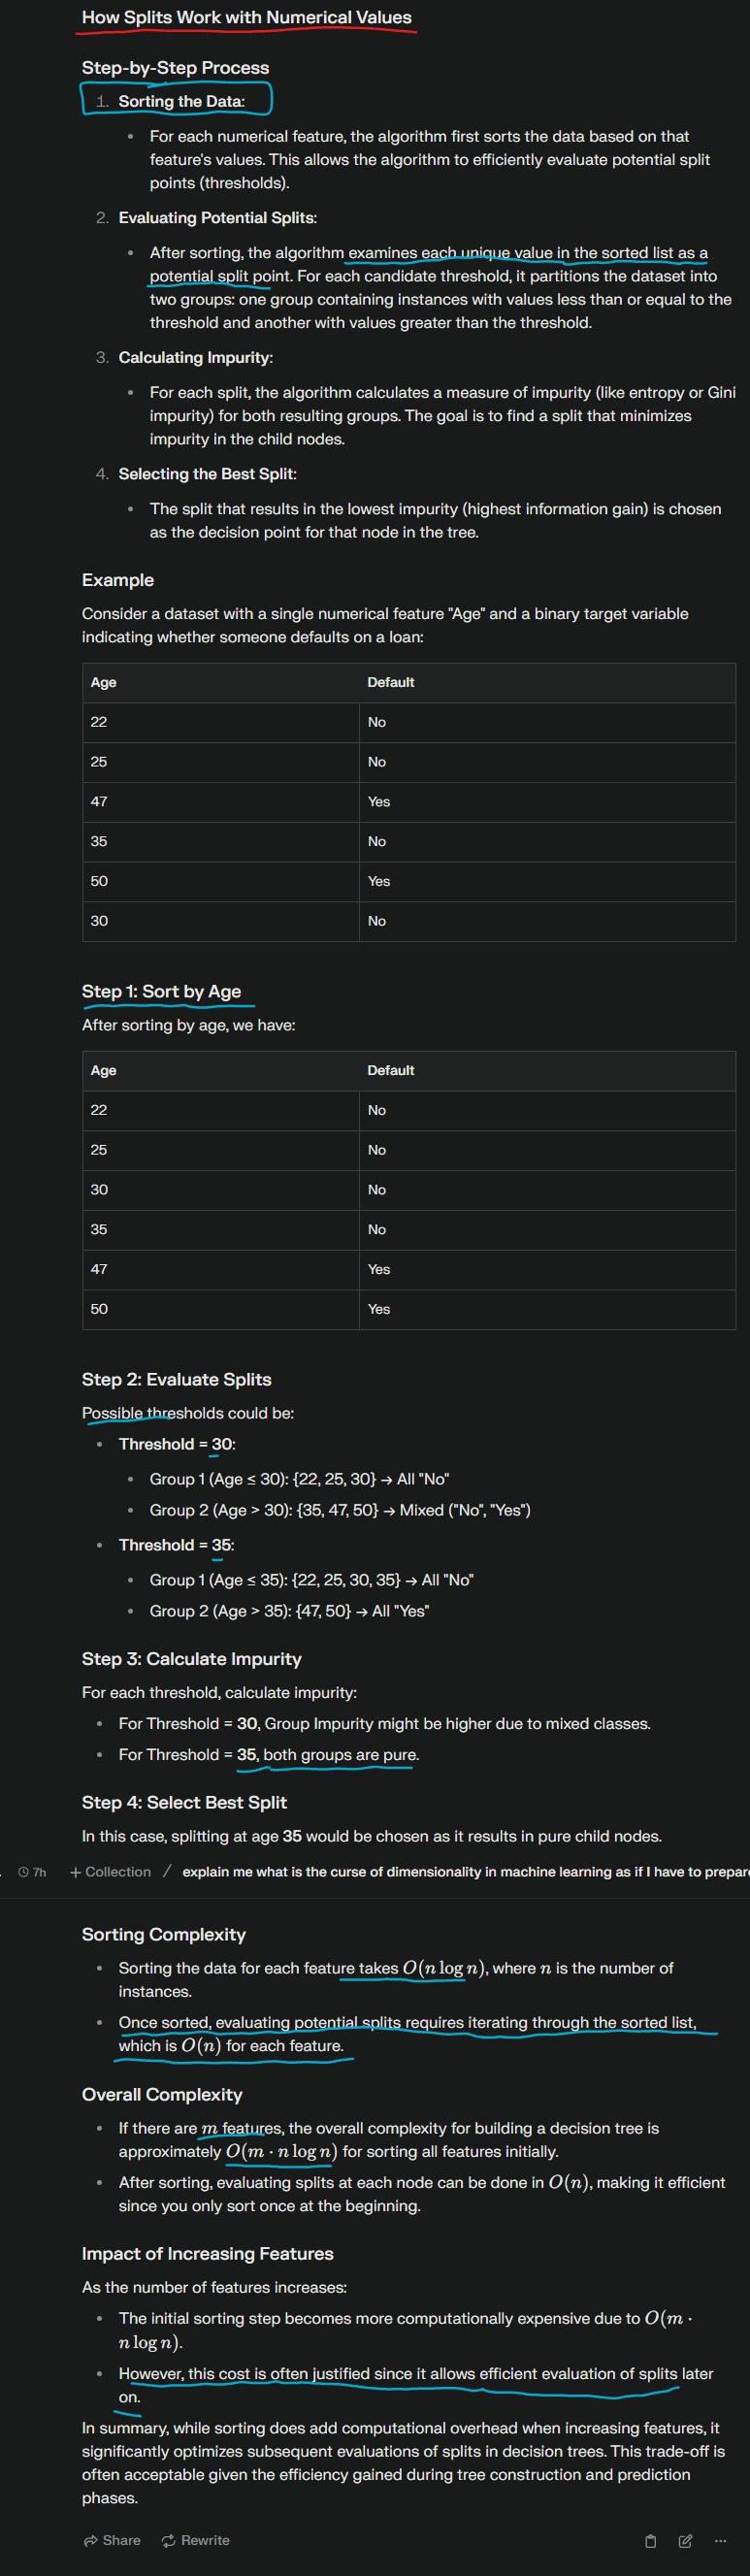 How Splits Work with Numerical Values
Step-by-Step Process
1. Sorting the Data:
• For each numerical feature, the algorithm first sorts the data based on that
feature's values. This allows the algorithm to efficiently evaluate potential split
points (thresholds).
2. Evaluating Potential Splits:
• After sorting, the algorithm examines each unique value in the sorted list as a
potential split point. For each candidate threshold, it partitions the dataset into
two groups: one group containing instances with values less than or equal to the
threshold and another with values greater than the threshold.
3. Calculating Impurity:
• For each split, the algorithm calculates a measure of impurity (like entropy or Gini
impurity) for both resulting groups. The goal is to find a split that minimizes
impurity in the child nodes.
4. Selecting the Best Split:
• The split that results in the lowest impurity (highest information gain) is chosen
as the decision point for that node in the tree.
Example
Consider a dataset with a single numerical feature "Age" and a binary target variable
indicating whether someone defaults on a loan:
Age Default
22 No
25 No
47 Yes
35 No
50 Yes
30 No
Step 1: Sort by Age
After sorting by age, we have:
Age Default
22 No
25 No
30 No
35 No
47 Yes
50 Yes
Step 2: Evaluate Splits
Possible thresholds could be:
• Threshold = 30:
• Group 1 (Age ≤ 30): {22, 25, 30} → All "No"
• Group 2 (Age > 30): {35, 47, 50} → Mixed ("No", "Yes")
• Threshold = 35:
• Group 1 (Age ≤ 35): {22, 25, 30, 35} → All "No"
• Group 2 (Age > 35): {47, 50} → All "Yes"
Step 3: Calculate Impurity
For each threshold, calculate impurity:
• For Threshold = 30, Group Impurity might be higher due to mixed classes.
• For Threshold = 35, both groups are pure.
Step 4: Select Best Split
In this case, splitting at age 35 would be chosen as it results in pure child nodes.
7h + Collection / explain me what is the curse of dimensionality in machine learning as if I have to prepar
Sorting Complexity
• Sorting the data for each feature takes O(n log n), where n is the number of
instances.
• Once sorted, evaluating potential splits requires iterating through the sorted list,
which is O(n) for each feature.
Overall Complexity
• If there are m features, the overall complexity for building a decision tree is
approximately O(m · n log n) for sorting all features initially.
• After sorting, evaluating splits at each node can be done in O(n), making it efficient
since you only sort once at the beginning.
Impact of Increasing Features
As the number of features increases:
• The initial sorting step becomes more computationally expensive due to O(m ·
n log n).
• However, this cost is often justified since it allows efficient evaluation of splits later
on.
In summary, while sorting does add computational overhead when increasing features, it
significantly optimizes subsequent evaluations of splits in decision trees. This trade-off is
often acceptable given the efficiency gained during tree construction and prediction
phases.
Share Rewrite